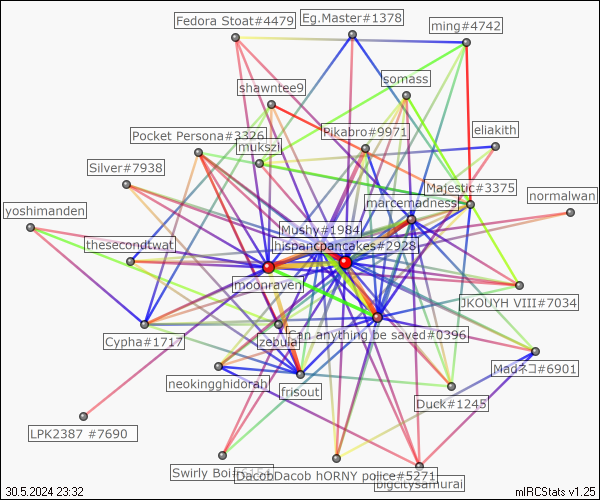 Fedora Stoat#4479
Eg.Master#1378
ming#4742
somass
shawntee9
Pikabro#9971
eliakith
Pocket Persona#3326
mukszi
Silver#7938
Majestic#3375
normalwan
marcemadness
yoshimanden
Mushy#1984
thesecondtwat
hispancpancakes#2928
moonraven
JKOUYH VIII#7034
Cypha#1717
zebula
Can anything be saved#0396
Madネコ#6901
neokingghidorah
frisout
Duck#1245
LPK2387 #7690
Swirly Boi
DacobDacob hORNY police#5271
bigcitysamurai
30.5.2024 23:32
mIRCStats v1.25